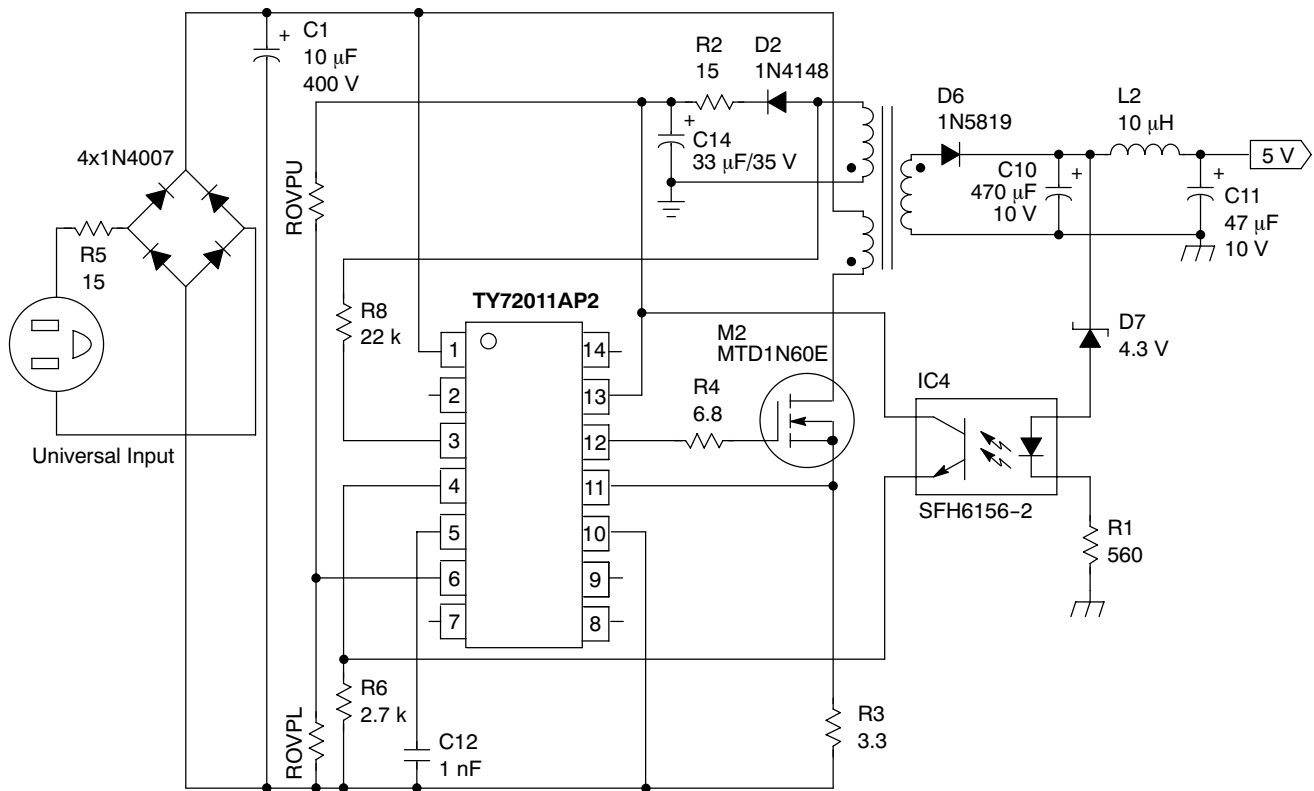 C1
+
10 µF
400 V
R2
15
D2
1N4148
+
C14
33 µF/35 V
D6
1N5819
L2
10 µH
5 V
C10
470 µF
10 V
+
+
C11
47 µF
10 V
4x1N4007
R5
15
Universal Input
ROVPU
R8
22 k
TY72011AP2
1
2
3
4
5
6
7
14
13
12
11
10
9
8
M2
MTD1N60E
R4
6.8
D7
4.3 V
IC4
SFH6156−2
R1
560
R6
2.7 k
ROVPL
C12
1 nF
R3
3.3